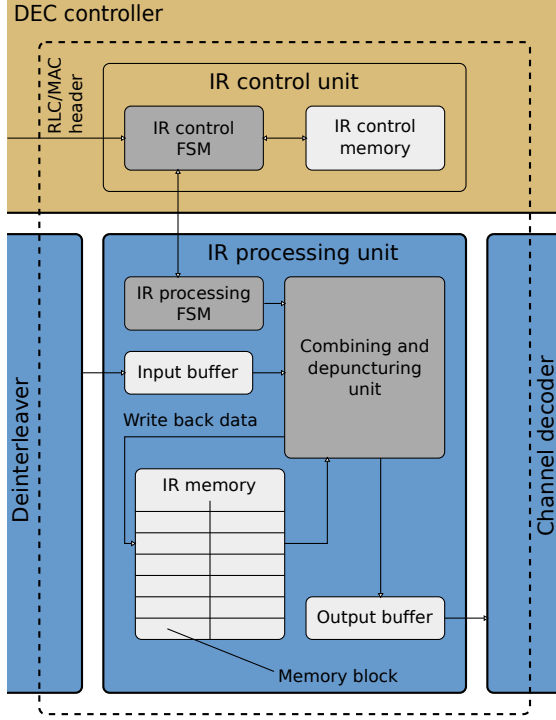 DEC controller
RLC/MAC
header
IR control unit
IR control
FSM
IR control
memory
IR processing unit
IR processing
FSM
Combining and
depuncturing
unit
Input buffer
Write back data
Deinterleaver
Channel decoder
IR memory
Output buffer
Memory block